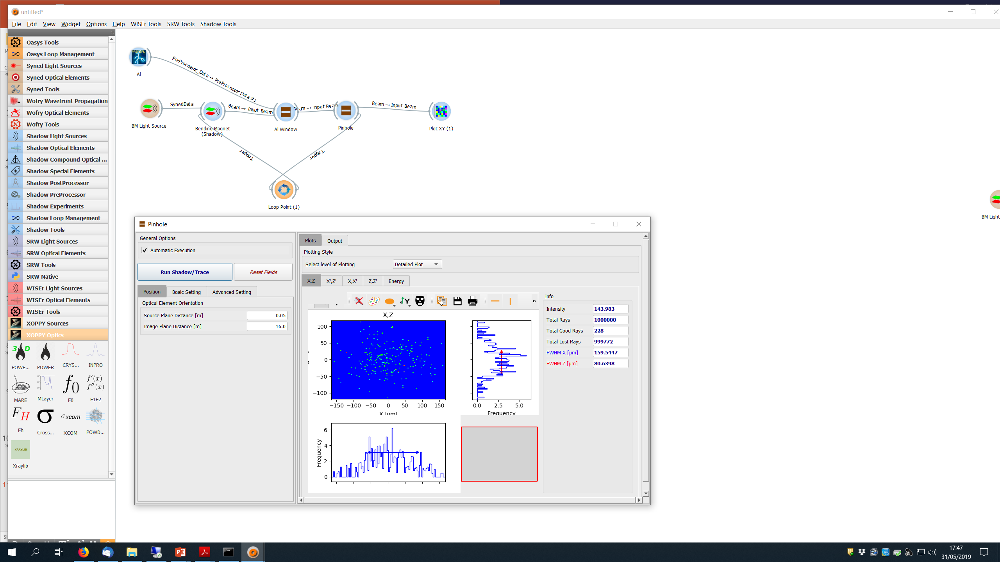 untitled*
File Edit View Widget Options Help WISEr Tools SRW Tools Shadow Tools
Oasys Tools
Oasys Loop Management
Syned Light Sources
Syned Optical Elements
Syned Tools
Wofry Wavefront Propagation
Wofry Optical Elements
Wofry Tools
Shadow Light Sources
Shadow Optical Elements
Shadow Compound Optical ...
Shadow Special Elements
Shadow PostProcessor
Shadow PreProcessor
Shadow Experiments
Shadow Loop Management
Shadow Tools
SRW Light Sources
SRW Optical Elements
SRW Tools
SRW Native
WISEr Light Sources
WISEr Optical Elements
WISEr Tools
XOPPY Sources
XOPPY Optics
3 D
POWE... POWER CRYS... INPRO
f0 f'(x)
f''(x)
MARE MLayer F0 F1F2
FH σ σ xcom
Fh Cross... XCOM POWD...
XRAYLIB
Xraylib
PREREFL
Al
PreProcessor_Data → PreProcessor Data #1
SynedData
Beam → Input Beam
Beam → Input Beam
Beam → Input Beam
BM Light Source
Bending Magnet
(Shadow)
Al Window
Pinhole
Plot XY (1)
Trigger
Trigger
Loop Point (1)
BM Light
Pinhole
General Options
Automatic Execution
Run Shadow/Trace
Reset Fields
Position Basic Setting Advanced Setting
Optical Element Orientation
Source Plane Distance [m] 0.05
Image Plane Distance [m] 16.0
Plots Output
Plotting Style
Select level of Plotting Detailed Plot
X,Z X',Z' X,X' Z,Z' Energy
Y
»
X,Z
100
50
0
−50
−100
−150 −100 −50 0 50 100 150
X [μm]
0.0 2.5 5.0
Frequency
6
4
2
0
Frequency
Info
Intensity 143.983
Total Rays 1000000
Total Good Rays 228
Total Lost Rays 999772
FWHM X [μm] 159.5447
FWHM Z [μm] 80.6398
17:47
31/05/2019